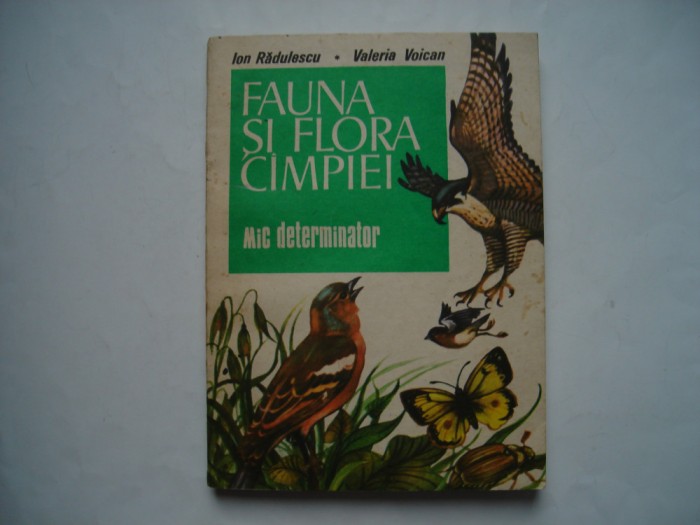 Ion Rădulescu • Valeria Voican
FAUNA
ȘI FLORA
CÎMPIEI
Mic determinator